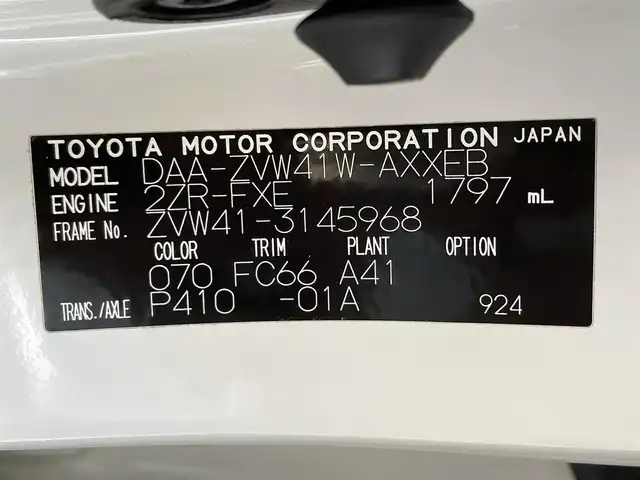 TOYOTA MOTOR CORPORATION JAPAN
MODEL DAA-ZVW41W-AXXEB
ENGINE 2ZR-FXE 1797 mL
FRAME No. ZVW41-3145968
COLOR TRIM PLANT OPTION
070 FC66 A41
TRANS./AXLE P410 -01A 924